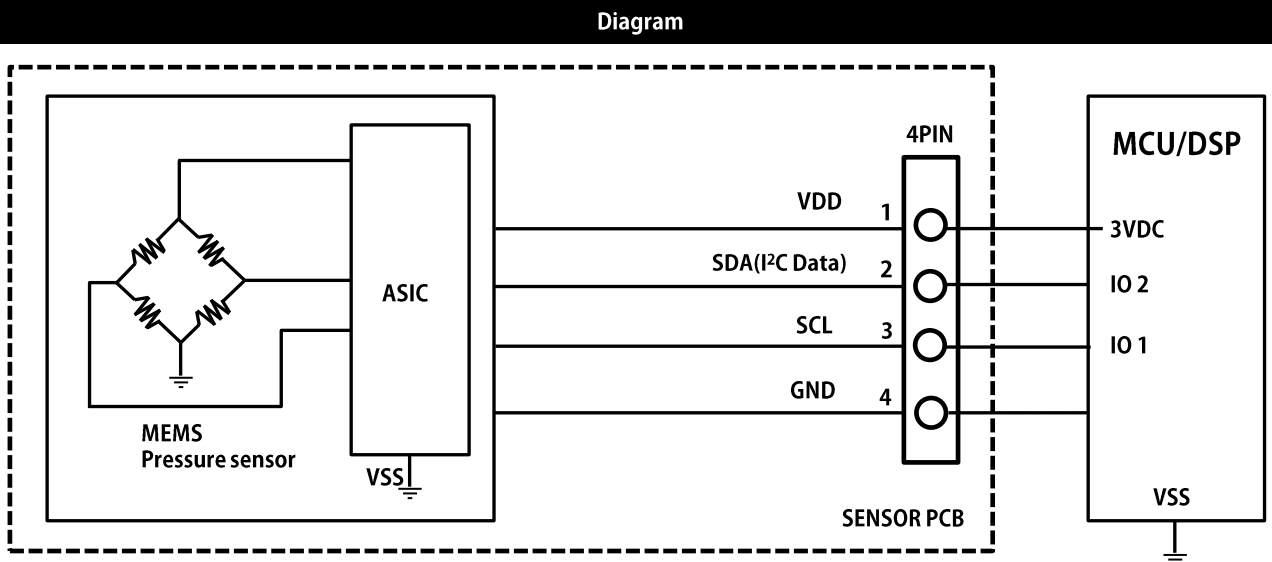 Diagram
4PIN
MCU/DSP
VDD
1
3VDC
SDA(I²C Data)
2
IO 2
ASIC
SCL
3
IO 1
GND
4
MEMS
Pressure sensor
VSS
SENSOR PCB
VSS